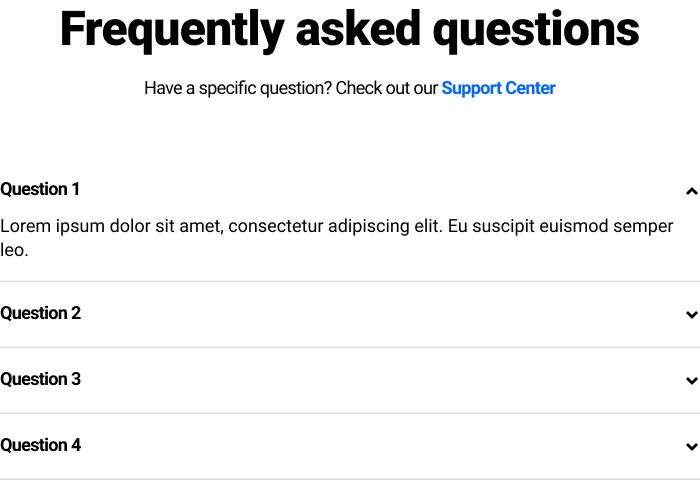 Frequently asked questions
Have a specific question? Check out our Support Center
Question 1
Lorem ipsum dolor sit amet, consectetur adipiscing elit. Eu suscipit euismod semper
leo.
Question 2
Question 3
Question 4